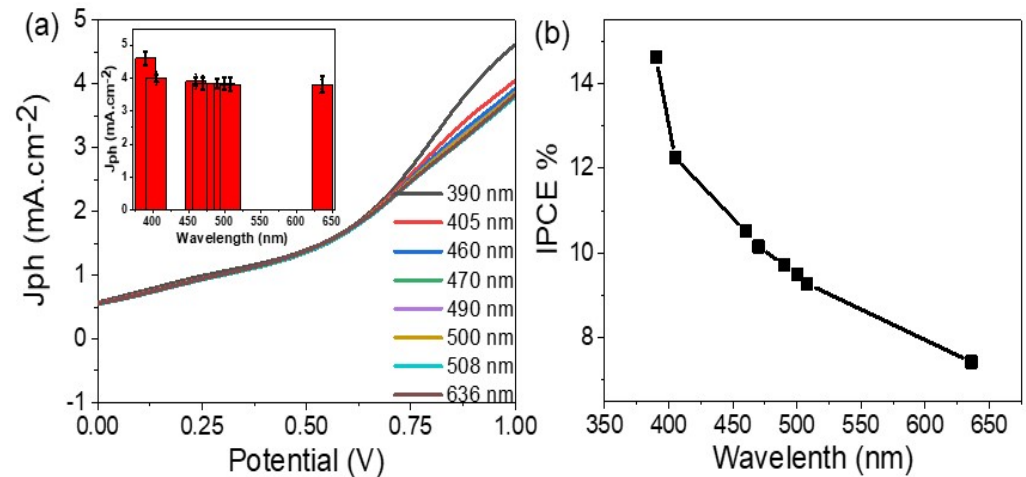 (a)
Jph (mA.cm-2)
5
4
3
2
1
0
-1
0.00
0.25
0.50
0.75
1.00
Potential (V)
Jph (mA.cm-2)
5
4
3
2
1
0
400
450
500
550
600
650
Wavelength (nm)
390 nm
405 nm
460 nm
470 nm
490 nm
500 nm
508 nm
636 nm
(b)
IPCE %
14
12
10
8
350
400
450
500
550
600
650
Wavelenth (nm)